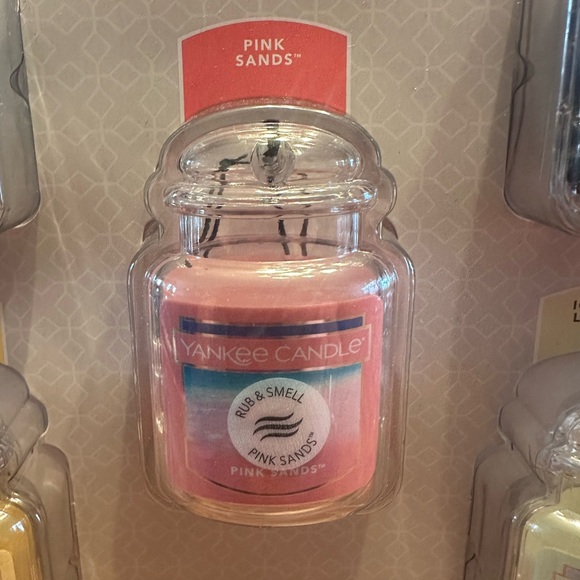 PINK
SANDS™
YANKEE CANDLE®
RUB & SMELL
PINK SANDS™
PINK SANDS™